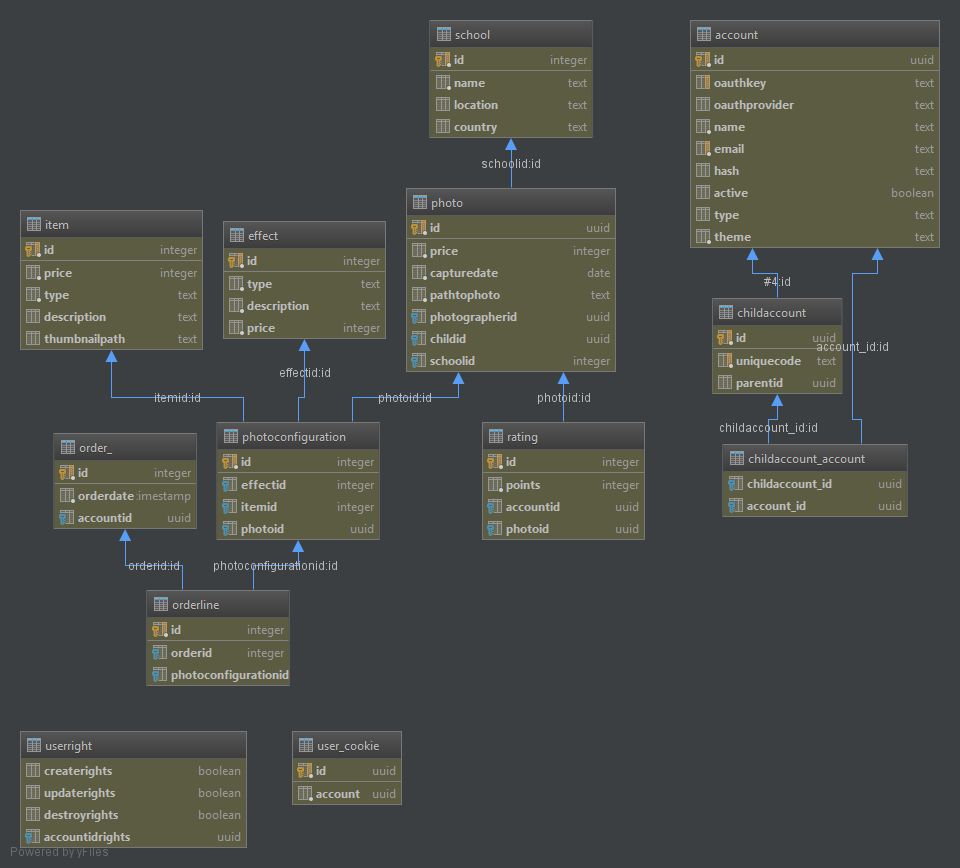 school
id integer
name text
location text
country text
schoolid:id
account
id uuid
oauthkey text
oauthprovider text
name text
email text
hash text
active boolean
type text
theme text
photo
id uuid
price integer
capturedate date
pathtophoto text
photographerid uuid
childid uuid
schoolid integer
item
id integer
price integer
type text
description text
thumbnailpath text
effect
id integer
type text
description text
price integer
#4:id
childaccount
id uuid
uniquecode text
parentid uuid
account_id:id
effectid:id
itemid:id
photoid:id
photoid:id
childaccount_id:id
order_
id integer
orderdate timestamp
accountid uuid
photoconfiguration
id integer
effectid integer
itemid integer
photoid uuid
rating
id integer
points integer
accountid uuid
photoid uuid
childaccount_account
childaccount_id uuid
account_id uuid
orderid:id
photoconfigurationid:id
orderline
id integer
orderid integer
photoconfigurationid
userright
createrights boolean
updaterights boolean
destroyrights boolean
accountidrights uuid
user_cookie
id uuid
account uuid
Powered by yFiles